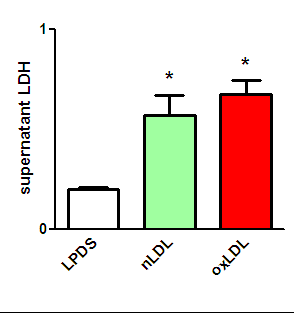 supernatant LDH
1
0
*
*
LPDS
nLDL
oxLDL